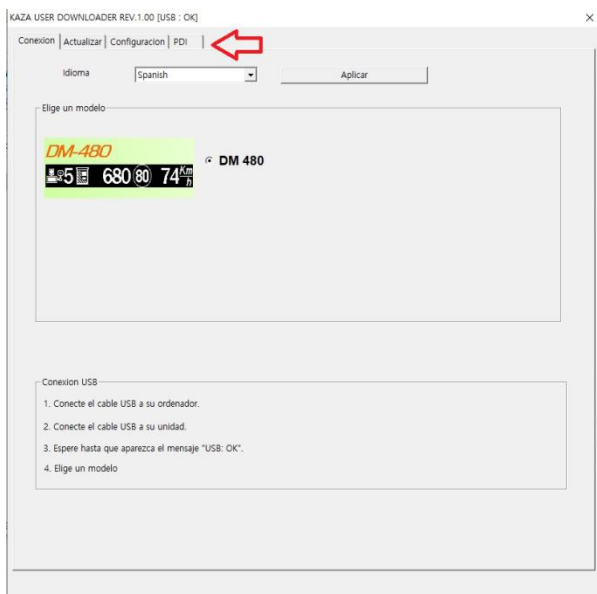 KAZA USER DOWNLOADER REV.1.00 [USB : OK]
Conexion Actualizar Configuracion PDI
Idioma Spanish Aplicar
Elige un modelo
DM-480
5 680 80 74 Km/h
DM 480
Conexion USB
1. Conecte el cable USB a su ordenador.
2. Conecte el cable USB a su unidad.
3. Espere hasta que aparezca el mensaje "USB: OK".
4. Elige un modelo